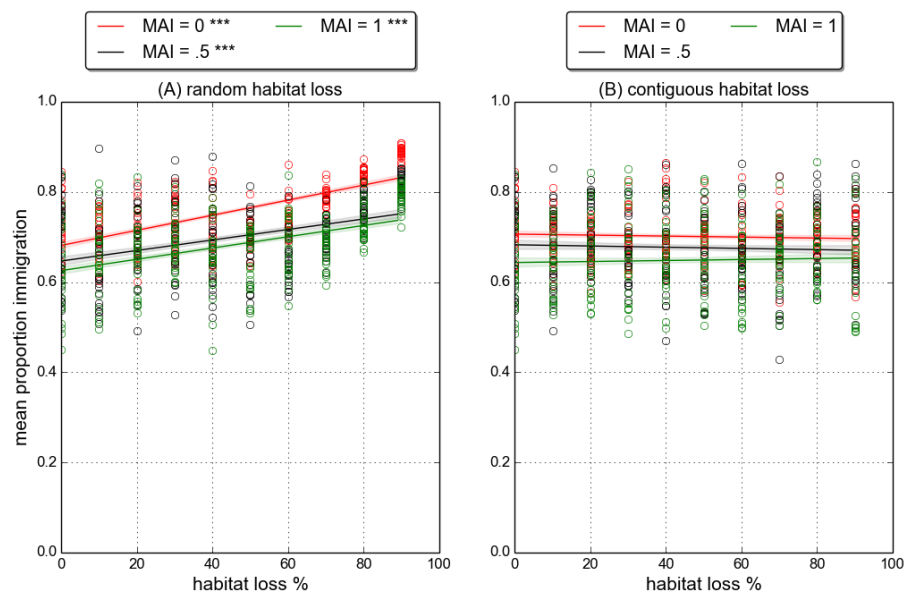 MAI = 0 *** MAI = 1 ***
MAI = .5 ***
MAI = 0 MAI = 1
MAI = .5
(A) random habitat loss
(B) contiguous habitat loss
mean proportion immigration
1.0
0.8
0.6
0.4
0.2
0.0
0 20 40 60 80 100
habitat loss %
1.0
0.8
0.6
0.4
0.2
0.0
0 20 40 60 80 100
habitat loss %